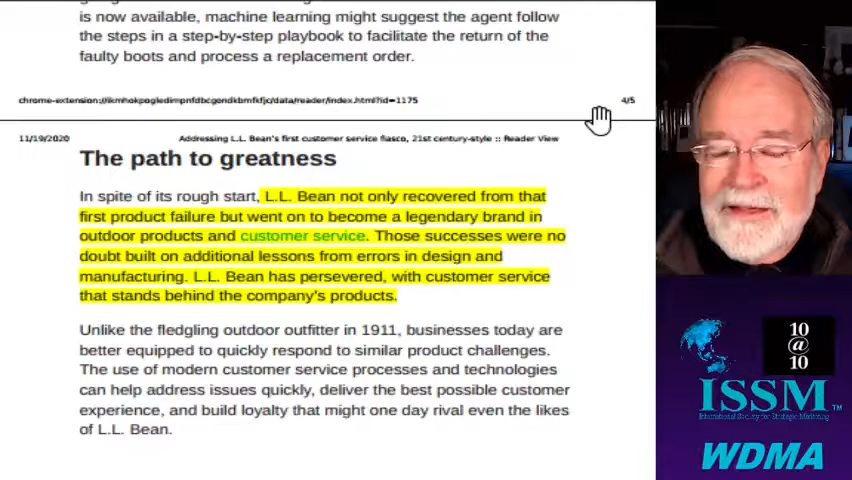 is now available, machine learning might suggest the agent follow
the steps in a step-by-step playbook to facilitate the return of the
faulty boots and process a replacement order.
4/5
11/19/2020 Addressing L.L. Bean's first customer service fiasco, 21st century-style :: Reader View
The path to greatness
In spite of its rough start, L.L. Bean not only recovered from that
first product failure but went on to become a legendary brand in
outdoor products and customer service. Those successes were no
doubt built on additional lessons from errors in design and
manufacturing. L.L. Bean has persevered, with customer service
that stands behind the company's products.
Unlike the fledgling outdoor outfitter in 1911, businesses today are
better equipped to quickly respond to similar product challenges.
The use of modern customer service processes and technologies
can help address issues quickly, deliver the best possible customer
experience, and build loyalty that might one day rival even the likes
of L.L. Bean.
10
@
10
ISSM™
International Society for Strategic Marketing
WDMA